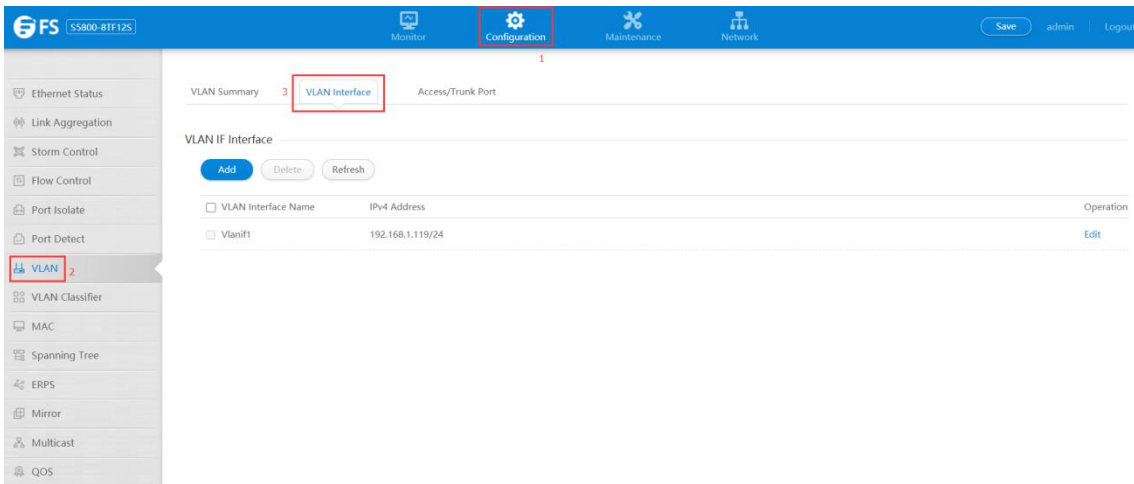 FS S5800-8TF12S
Monitor
Configuration
Maintenance
Network
Save
admin
Logout
1
Ethernet Status
Link Aggregation
Storm Control
Flow Control
Port Isolate
Port Detect
VLAN 2
VLAN Classifier
MAC
Spanning Tree
ERPS
Mirror
Multicast
QOS
VLAN Summary 3 VLAN Interface Access/Trunk Port
VLAN IF Interface
Add Delete Refresh
VLAN Interface Name IPv4 Address Operation
Vlanif1 192.168.1.119/24 Edit